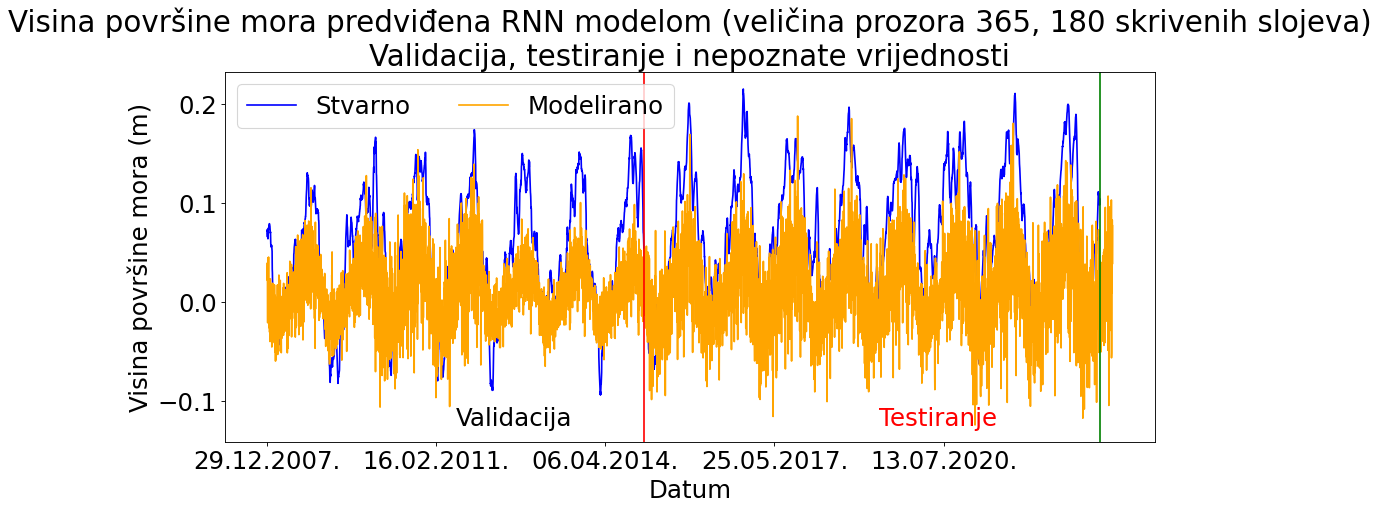 Visina površine mora predviđena RNN modelom (veličina prozora 365, 180 skrivenih slojeva)
Validacija, testiranje i nepoznate vrijednosti
Stvarno
Modelirano
Visina površine mora (m)
0.2
0.1
0.0
−0.1
Validacija
Testiranje
29.12.2007.
16.02.2011.
06.04.2014.
25.05.2017.
13.07.2020.
Datum